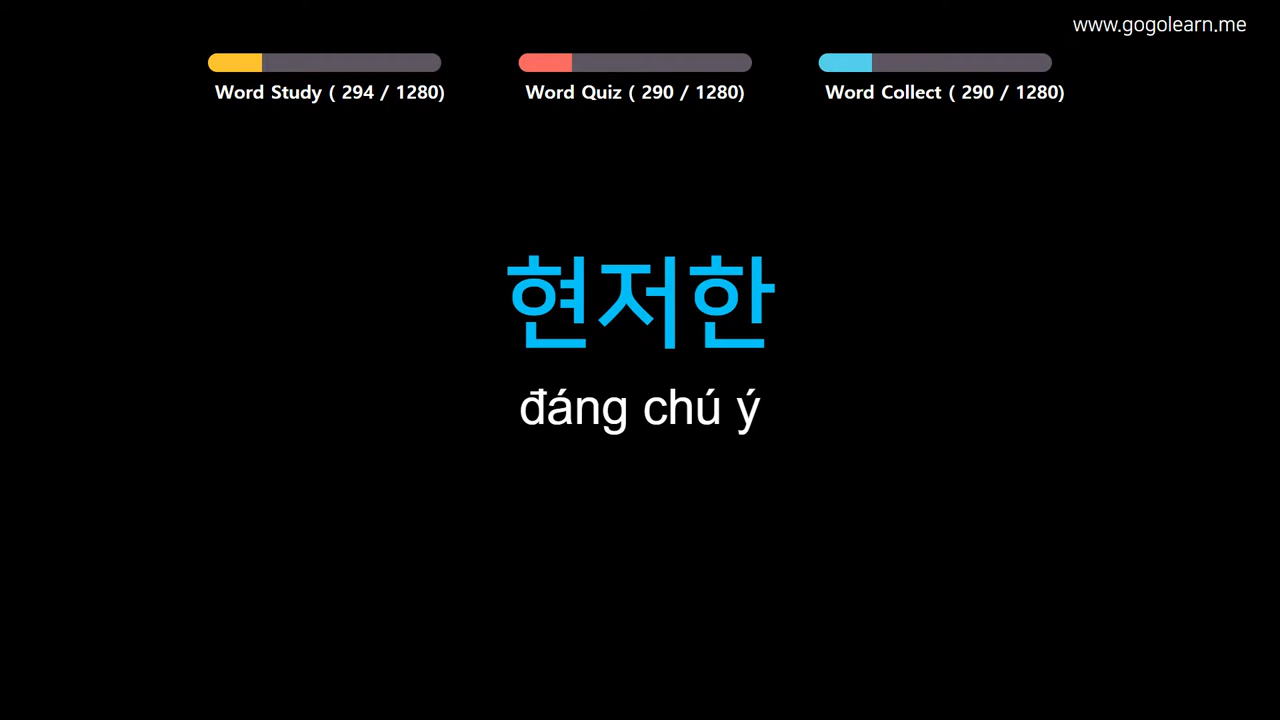 www.gogolearn.me
Word Study ( 294 / 1280)
Word Quiz ( 290 / 1280)
Word Collect ( 290 / 1280)
현저한
đáng chú ý